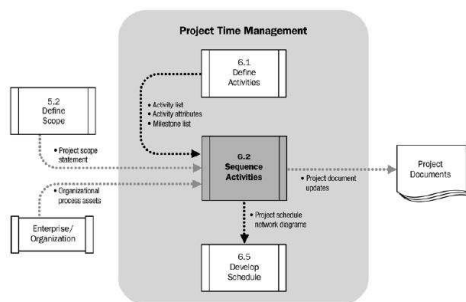 Project Time Management
6.1
Define
Activities
5.2
Define
Scope
• Activity list
• Activity attributes
• Milestone list
• Project scope
statement
6.2
Sequence
Activities
Project
Documents
• Project document
updates
• Organizational
process assets
Enterprise/
Organization
• Project schedule
network diagrams
6.5
Develop
Schedule